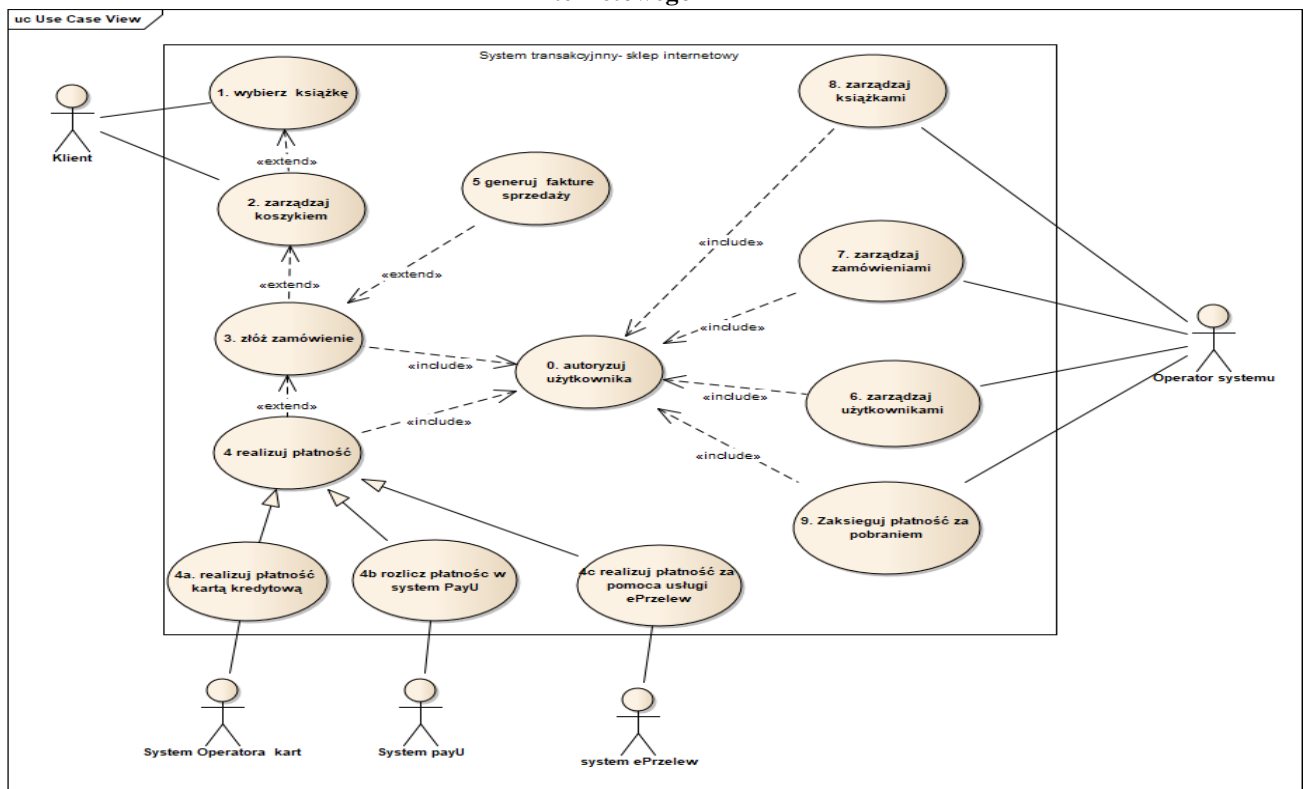 uc Use Case View
System transakcyjnny- sklep internetowy
1. wybierz książkę
8. zarządzaj
książkami
Klient
«extend»
5 generuj fakture
sprzedaży
2. zarządzaj
koszykiem
«include»
7. zarządzaj
zamówieniami
«extend»
«extend»
«include»
3. złóż zamówienie
«include»
0. autoryzuj
użytkownika
Operator systemu
«extend»
«include»
«include»
6. zarządzaj
użytkownikami
4 realizuj płatność
«include»
9. Zaksieguj płatność za
pobraniem
4a. realizuj płatność
kartą kredytową
4b rozlicz płatnośc w
system PayU
4c realizuj płatność za
pomoca usługi
ePrzelew
System Operatora kart
System payU
system ePrzelew